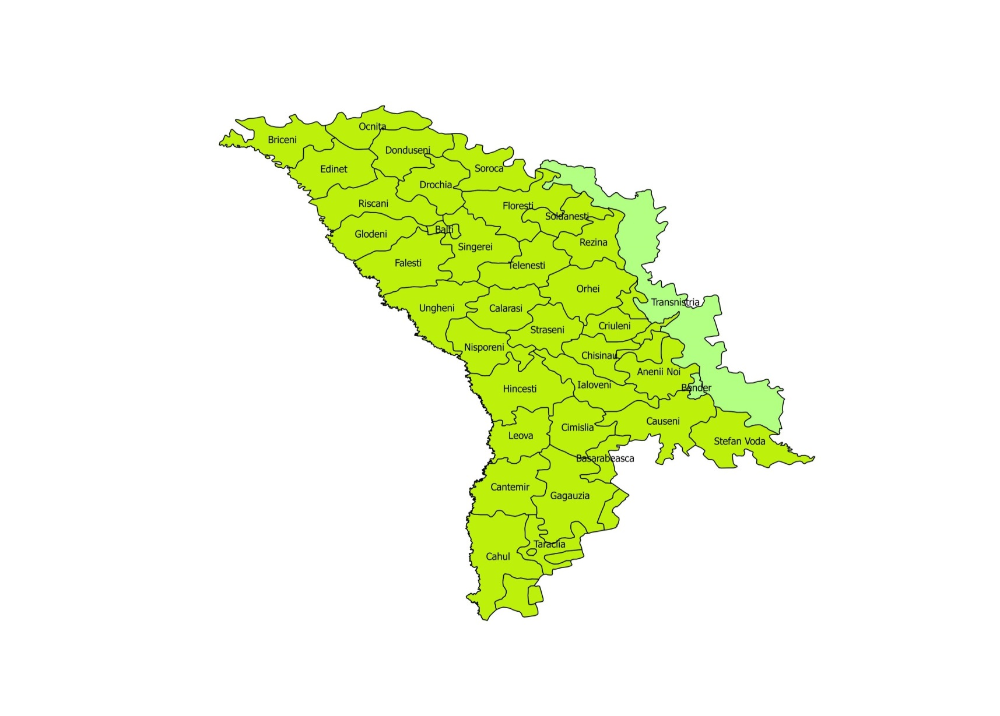 Ocnita
Briceni
Donduseni
Edinet
Soroca
Drochia
Riscani
Floresti
Soldanesti
Balti
Glodeni
Rezina
Singerei
Falesti
Telenesti
Orhei
Transnistria
Ungheni
Calarasi
Criuleni
Straseni
Nisporeni
Chisinau
Anenii Noi
Ialoveni
Bender
Hincesti
Causeni
Cimislia
Leova
Stefan Voda
Basarabeasca
Cantemir
Gagauzia
Taraclia
Cahul